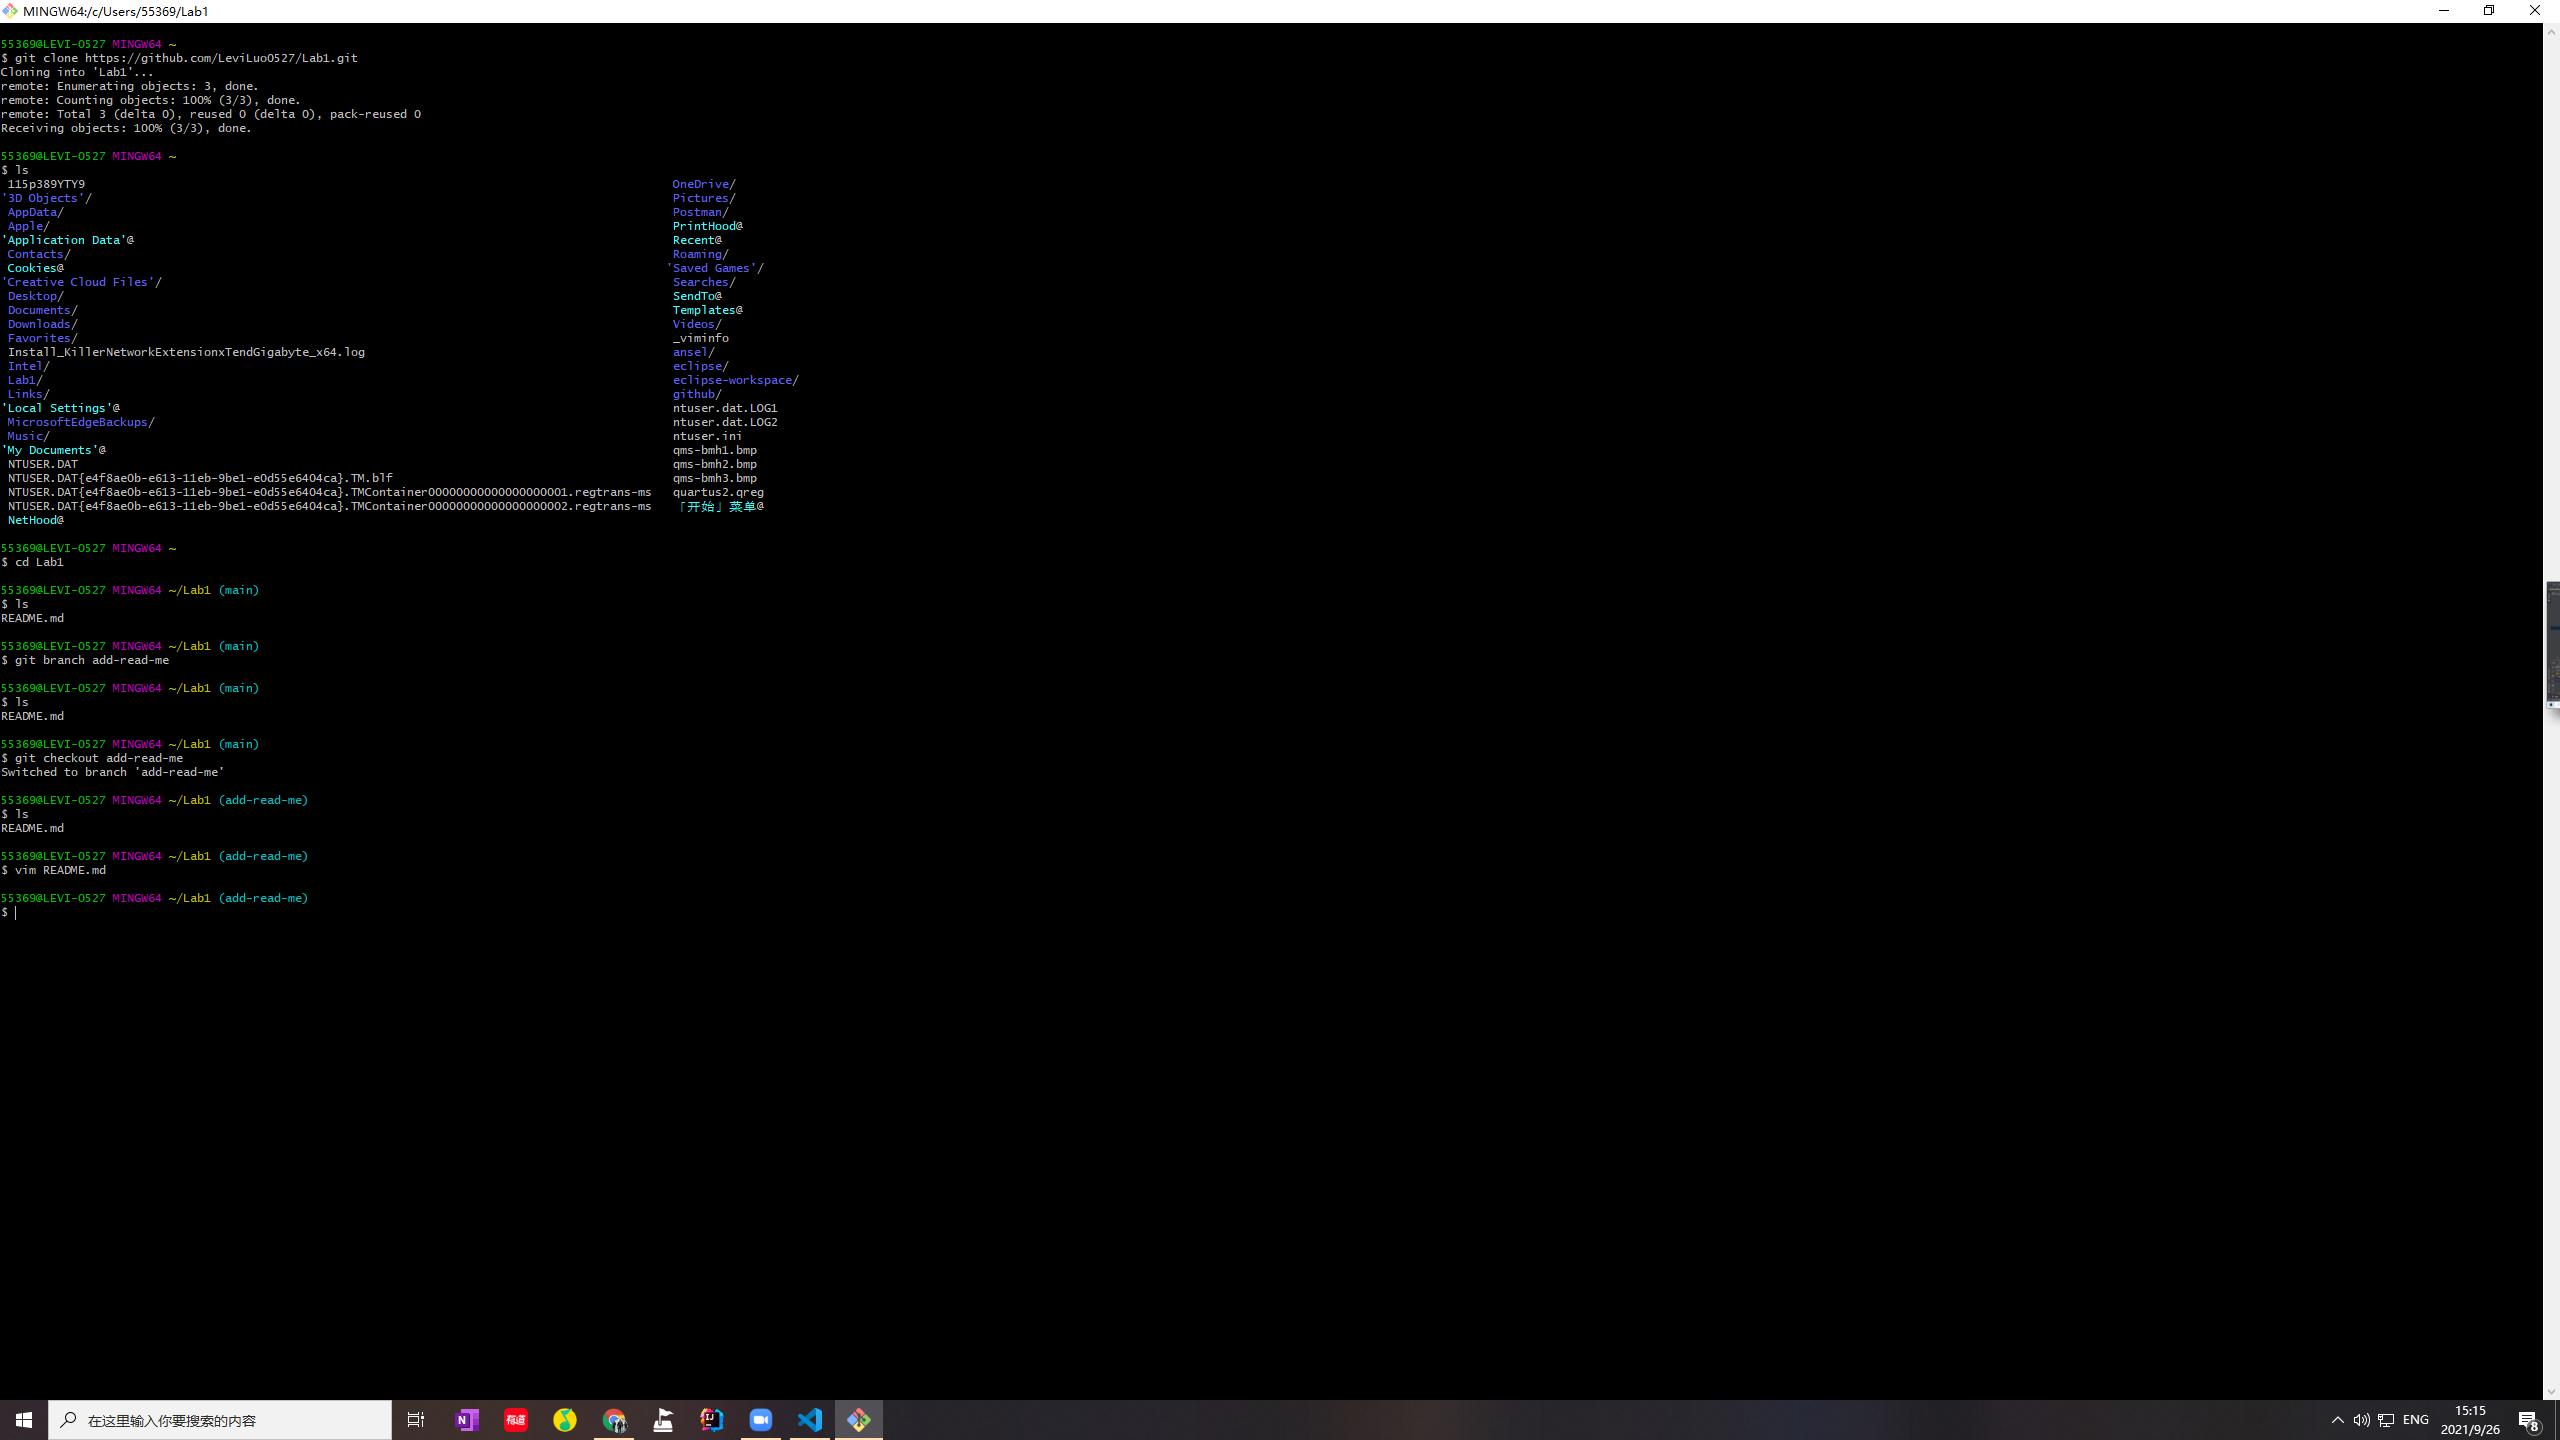 MINGW64:/c/Users/55369/Lab1
55369@LEVI-0527 MINGW64 ~
$ git clone https://github.com/LeviLuo0527/Lab1.git
Cloning into 'Lab1'...
remote: Enumerating objects: 3, done.
remote: Counting objects: 100% (3/3), done.
remote: Total 3 (delta 0), reused 0 (delta 0), pack-reused 0
Receiving objects: 100% (3/3), done.
55369@LEVI-0527 MINGW64 ~
$ ls
115p389YTY9 OneDrive/
'3D Objects'/ Pictures/
AppData/ Postman/
Apple/ PrintHood@
'Application Data'@ Recent@
Contacts/ Roaming/
Cookies@ 'Saved Games'/
'Creative Cloud Files'/ Searches/
Desktop/ SendTo@
Documents/ Templates@
Downloads/ Videos/
Favorites/ _viminfo
Install_KillerNetworkExtensionxTendGigabyte_x64.log ansel/
Intel/ eclipse/
Lab1/ eclipse-workspace/
Links/ github/
'Local Settings'@ ntuser.dat.LOG1
MicrosoftEdgeBackups/ ntuser.dat.LOG2
Music/ ntuser.ini
'My Documents'@ qms-bmh1.bmp
NTUSER.DAT qms-bmh2.bmp
NTUSER.DAT{e4f8ae0b-e613-11eb-9be1-e0d55e6404ca}.TM.blf qms-bmh3.bmp
NTUSER.DAT{e4f8ae0b-e613-11eb-9be1-e0d55e6404ca}.TMContainer00000000000000000001.regtrans-ms quartus2.qreg
NTUSER.DAT{e4f8ae0b-e613-11eb-9be1-e0d55e6404ca}.TMContainer00000000000000000002.regtrans-ms 「开始」菜单@
NetHood@
55369@LEVI-0527 MINGW64 ~
$ cd Lab1
55369@LEVI-0527 MINGW64 ~/Lab1 (main)
$ ls
README.md
55369@LEVI-0527 MINGW64 ~/Lab1 (main)
$ git branch add-read-me
55369@LEVI-0527 MINGW64 ~/Lab1 (main)
$ ls
README.md
55369@LEVI-0527 MINGW64 ~/Lab1 (main)
$ git checkout add-read-me
Switched to branch 'add-read-me'
55369@LEVI-0527 MINGW64 ~/Lab1 (add-read-me)
$ ls
README.md
55369@LEVI-0527 MINGW64 ~/Lab1 (add-read-me)
$ vim README.md
55369@LEVI-0527 MINGW64 ~/Lab1 (add-read-me)
$
在这里输入你要搜索的内容
N
有道
IJ
ENG
15:15
2021/9/26
8